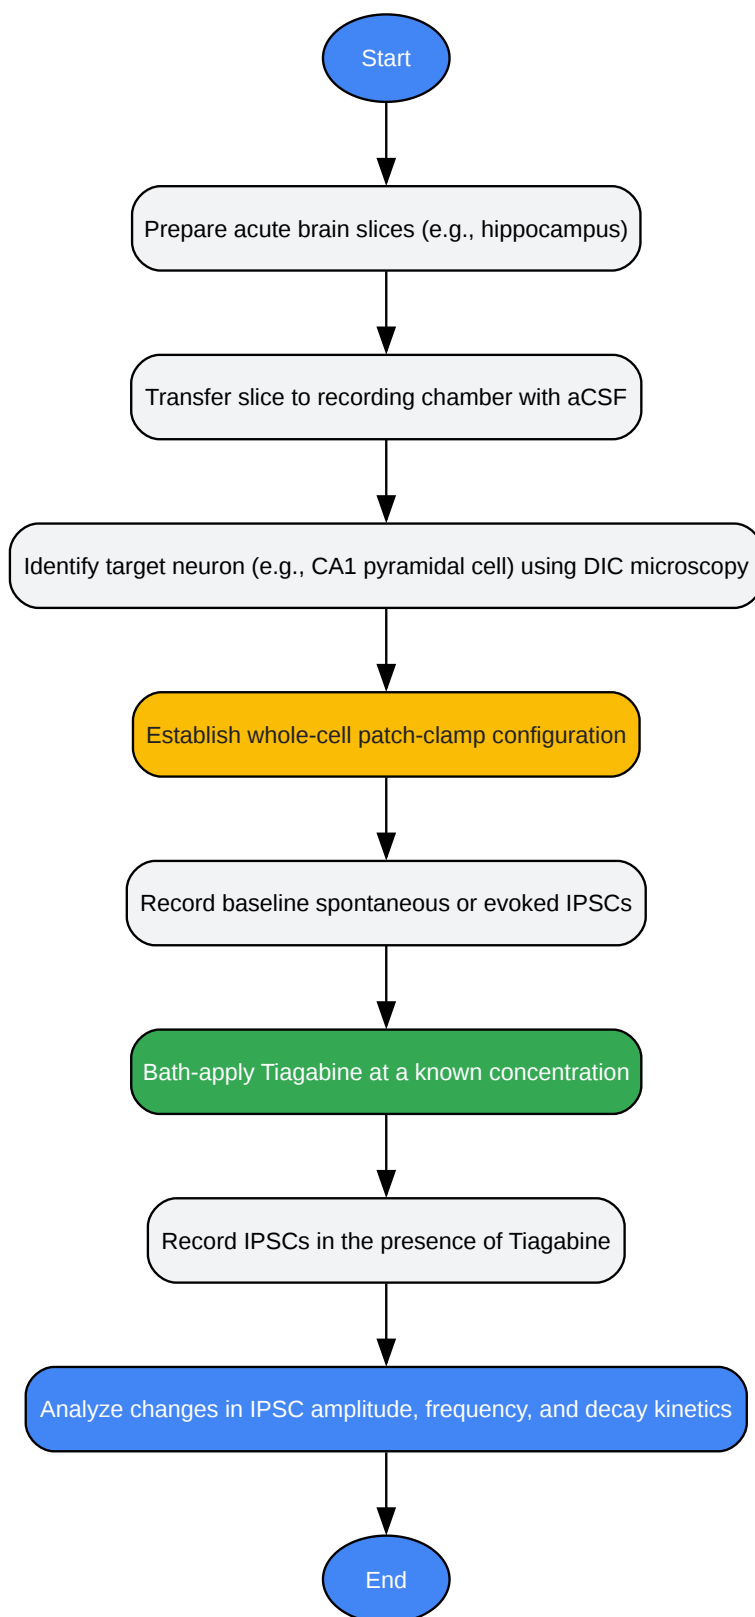 Start
Prepare acute brain slices (e.g., hippocampus)
Transfer slice to recording chamber with aCSF
Identify target neuron (e.g., CA1 pyramidal cell) using DIC microscopy
Establish whole-cell patch-clamp configuration
Record baseline spontaneous or evoked IPSCs
Bath-apply Tiagabine at a known concentration
Record IPSCs in the presence of Tiagabine
Analyze changes in IPSC amplitude, frequency, and decay kinetics
End